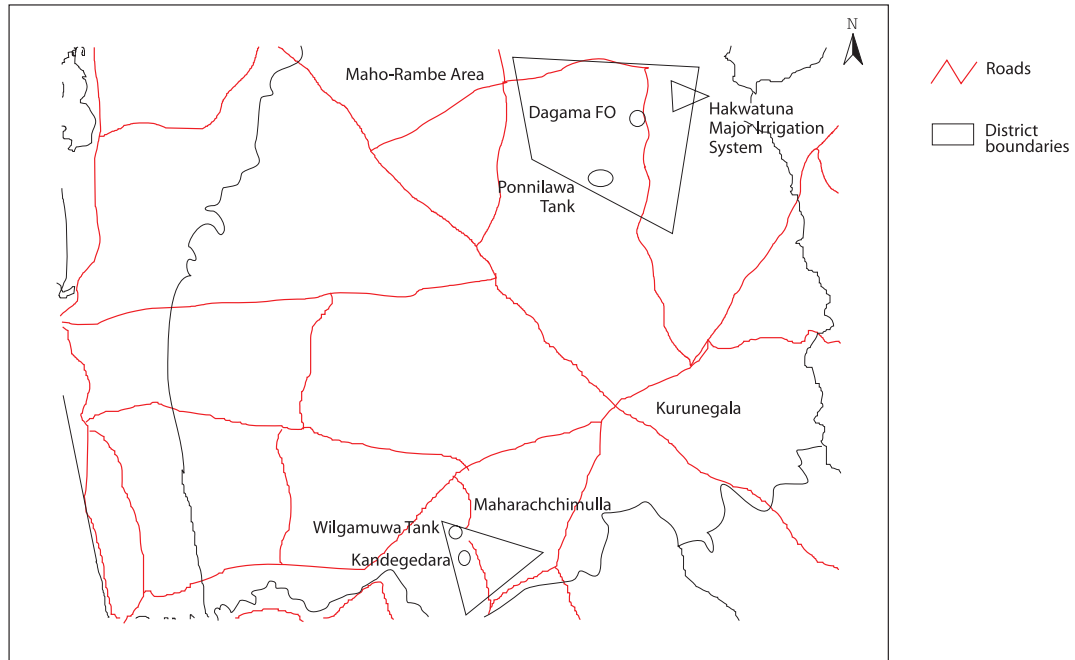 N
Maho-Rambe Area
Roads
Dagama FO
Hakwatuna
Major Irrigation
System
District
boundaries
Ponnilawa
Tank
Kurunegala
Maharachchimulla
Wilgamuwa Tank
Kandegedara